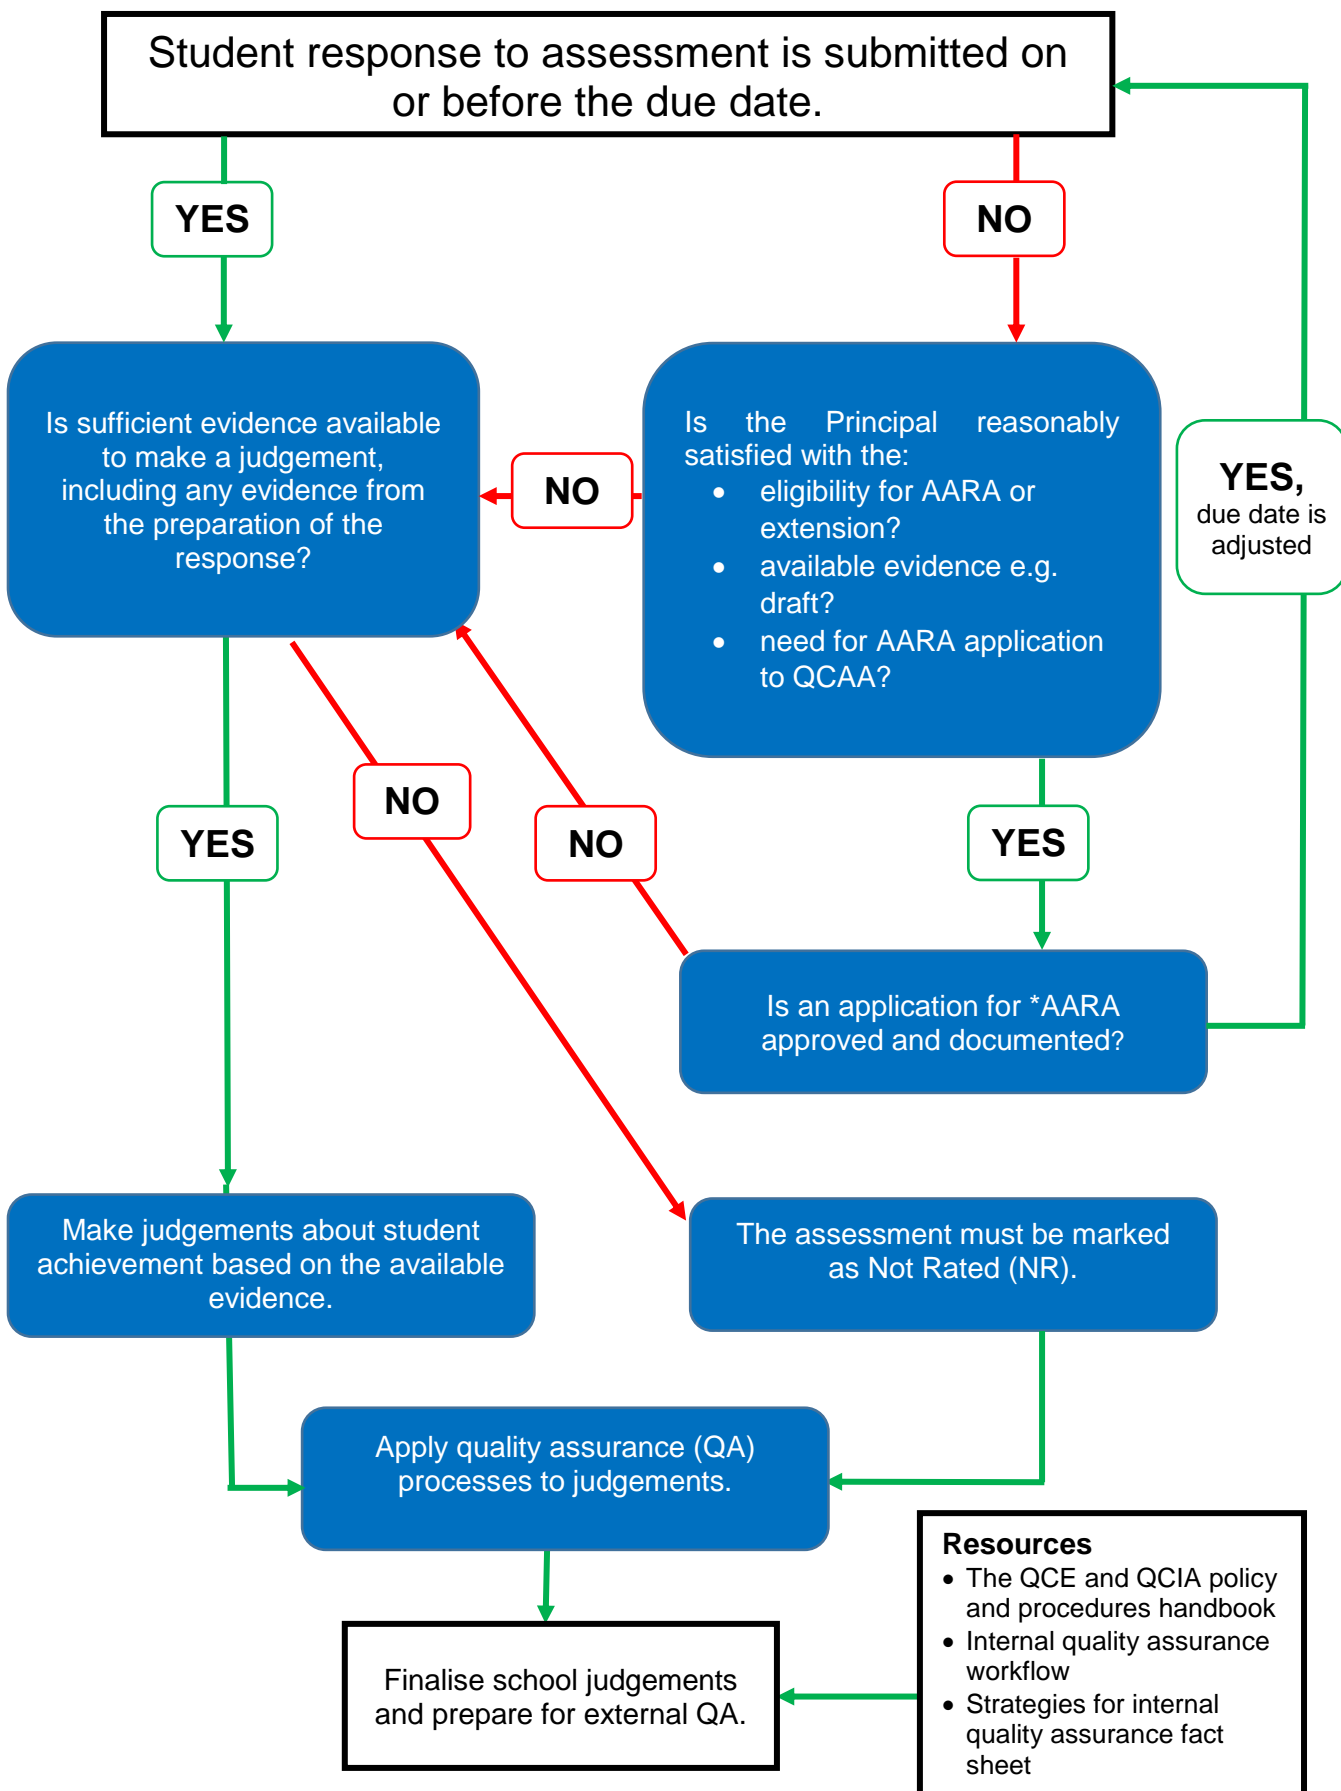 Student response to assessment is submitted on
or before the due date.
YES
NO
Is sufficient evidence available
to make a judgement,
including any evidence from
the preparation of the
response?
NO
Is the Principal reasonably
satisfied with the:
• eligibility for AARA or
extension?
• available evidence e.g.
draft?
• need for AARA application
to QCAA?
YES,
due date is
adjusted
YES
NO
NO
YES
Is an application for *AARA
approved and documented?
Make judgements about student
achievement based on the available
evidence.
The assessment must be marked
as Not Rated (NR).
Apply quality assurance (QA)
processes to judgements.
Finalise school judgements
and prepare for external QA.
Resources
• The QCE and QCIA policy
and procedures handbook
• Internal quality assurance
workflow
• Strategies for internal
quality assurance fact
sheet